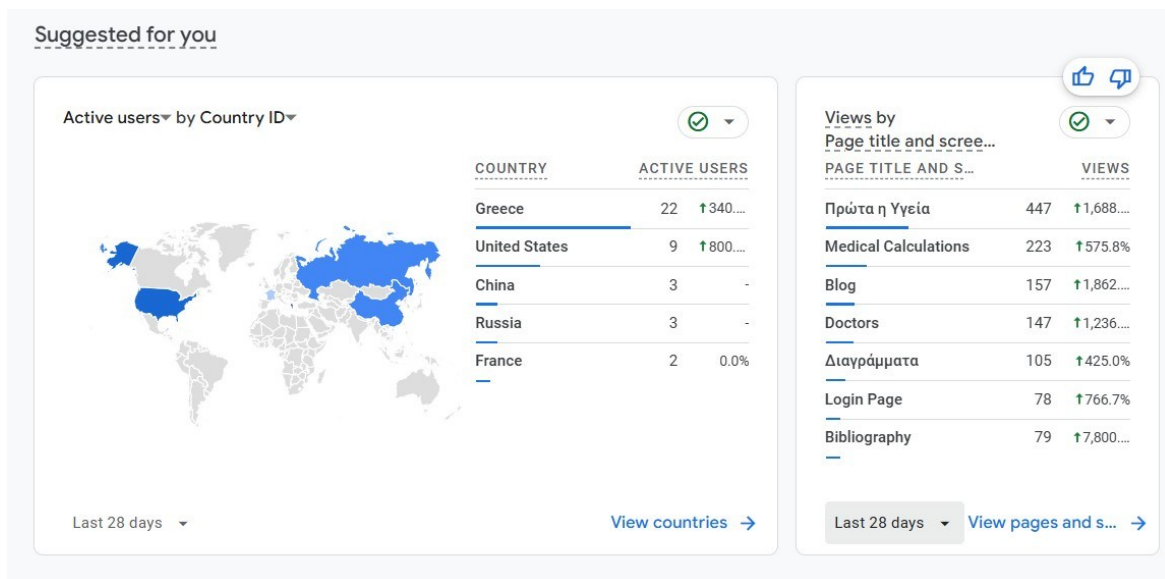 Suggested for you
Active users by Country ID
COUNTRY ACTIVE USERS
Greece 22 ↑340....
United States 9 ↑800....
China 3 -
Russia 3 -
France 2 0.0%
Last 28 days
View countries →
Views by
Page title and scree...
PAGE TITLE AND S... VIEWS
Πρώτα η Υγεία 447 ↑1,688....
Medical Calculations 223 ↑575.8%
Blog 157 ↑1,862....
Doctors 147 ↑1,236....
Διαγράμματα 105 ↑425.0%
Login Page 78 ↑766.7%
Bibliography 79 ↑7,800....
Last 28 days
View pages and s... →